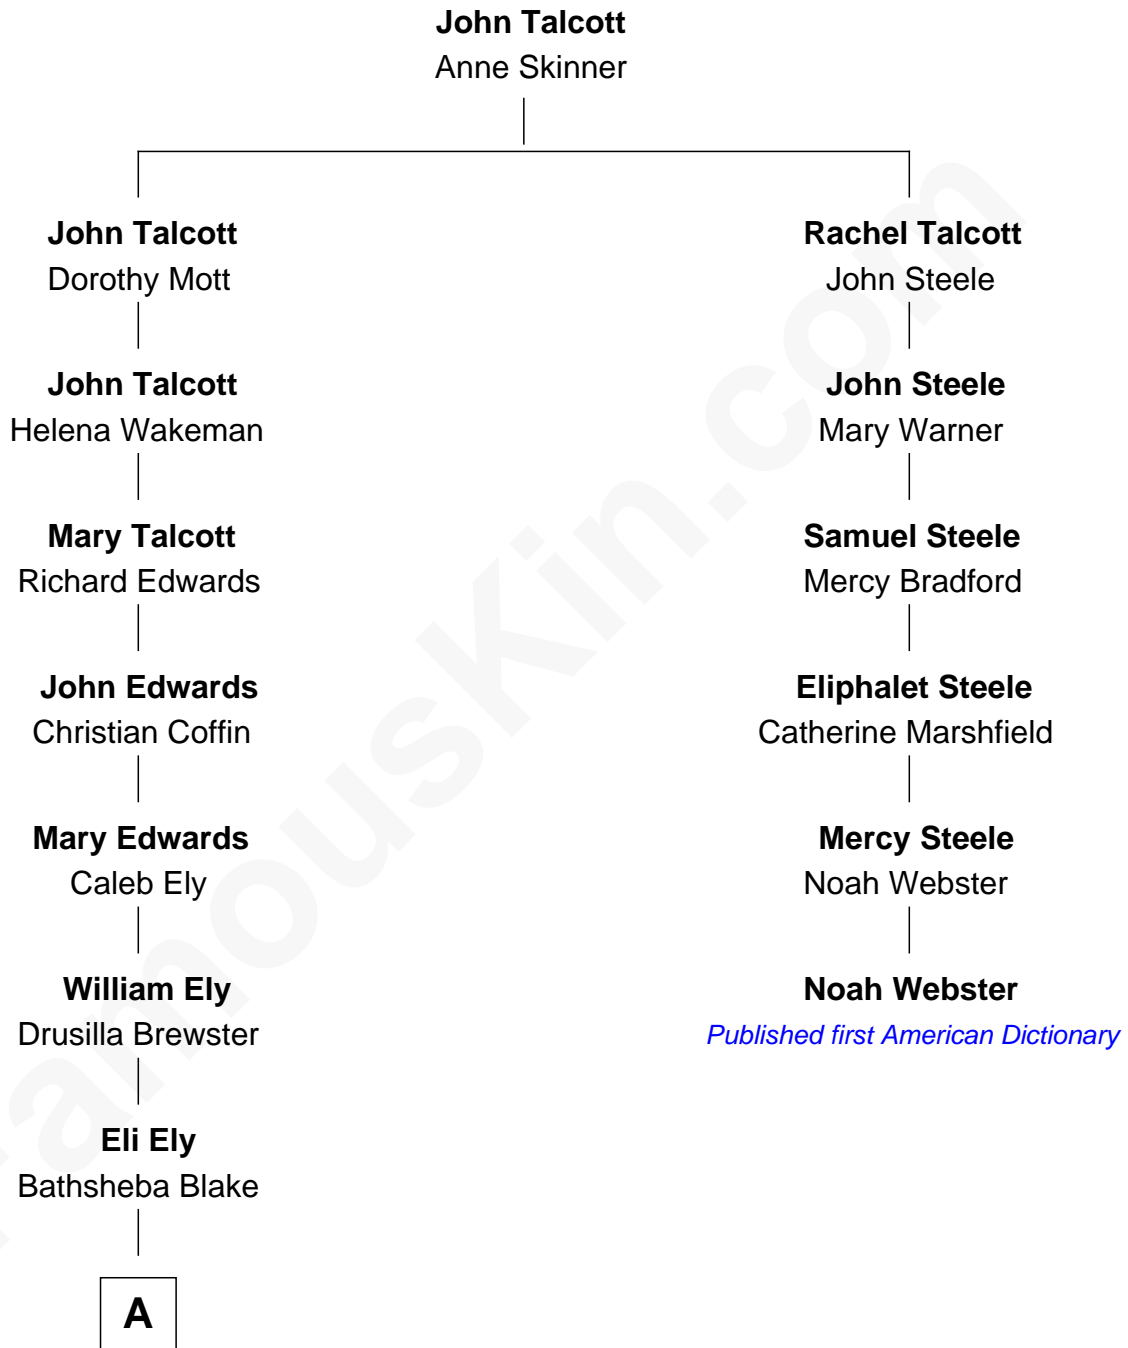 John Talcott
Anne Skinner
John Talcott
Dorothy Mott
Rachel Talcott
John Steele
John Talcott
Helena Wakeman
John Steele
Mary Warner
Mary Talcott
Richard Edwards
Samuel Steele
Mercy Bradford
John Edwards
Christian Coffin
Eliphalet Steele
Catherine Marshfield
Mary Edwards
Caleb Ely
Mercy Steele
Noah Webster
William Ely
Drusilla Brewster
Noah Webster
Published first American Dictionary
Eli Ely
Bathsheba Blake
A
FamousKin.com